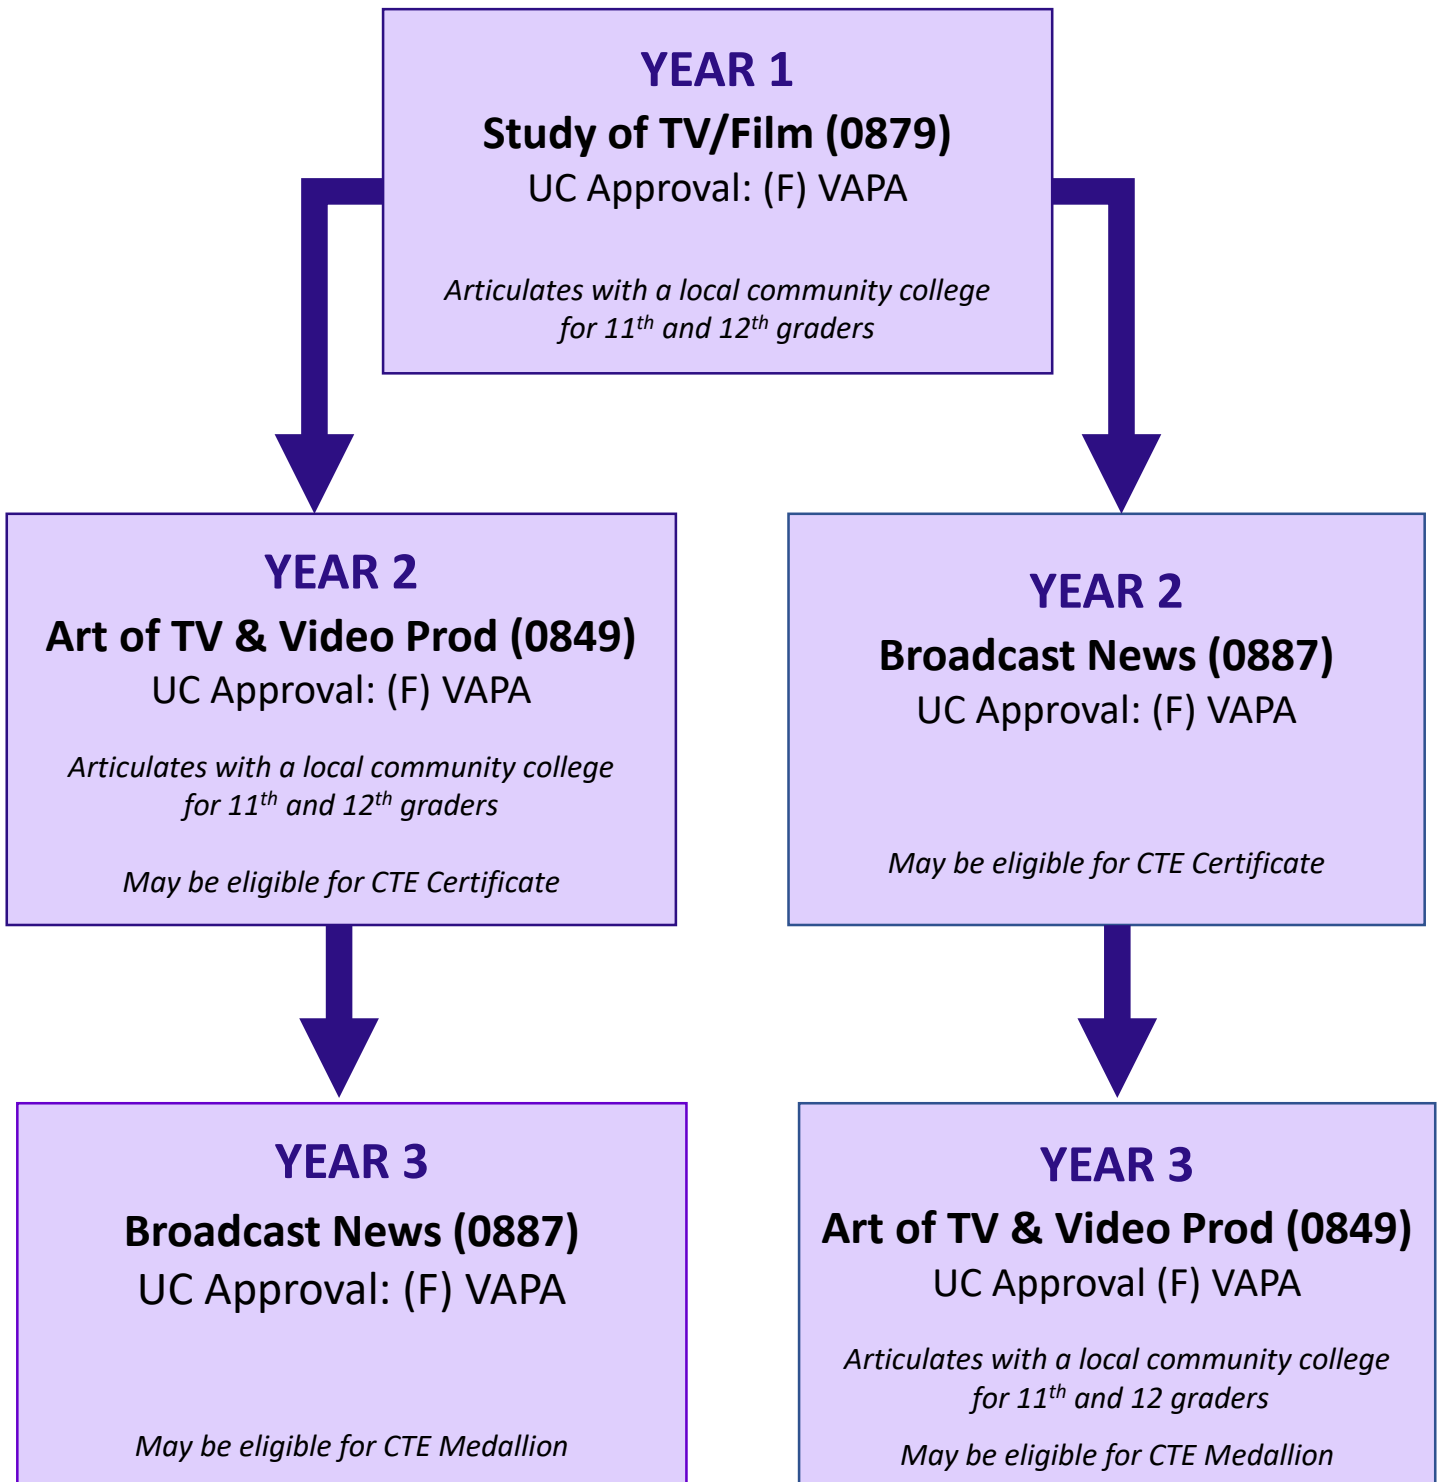 YEAR 1
Study of TV/Film (0879)
UC Approval: (F) VAPA
Articulates with a local community college
for 11th and 12th graders
YEAR 2
Art of TV & Video Prod (0849)
UC Approval: (F) VAPA
Articulates with a local community college
for 11th and 12th graders
May be eligible for CTE Certificate
YEAR 2
Broadcast News (0887)
UC Approval: (F) VAPA
May be eligible for CTE Certificate
YEAR 3
Broadcast News (0887)
UC Approval: (F) VAPA
May be eligible for CTE Medallion
YEAR 3
Art of TV & Video Prod (0849)
UC Approval (F) VAPA
Articulates with a local community college
for 11th and 12 graders
May be eligible for CTE Medallion